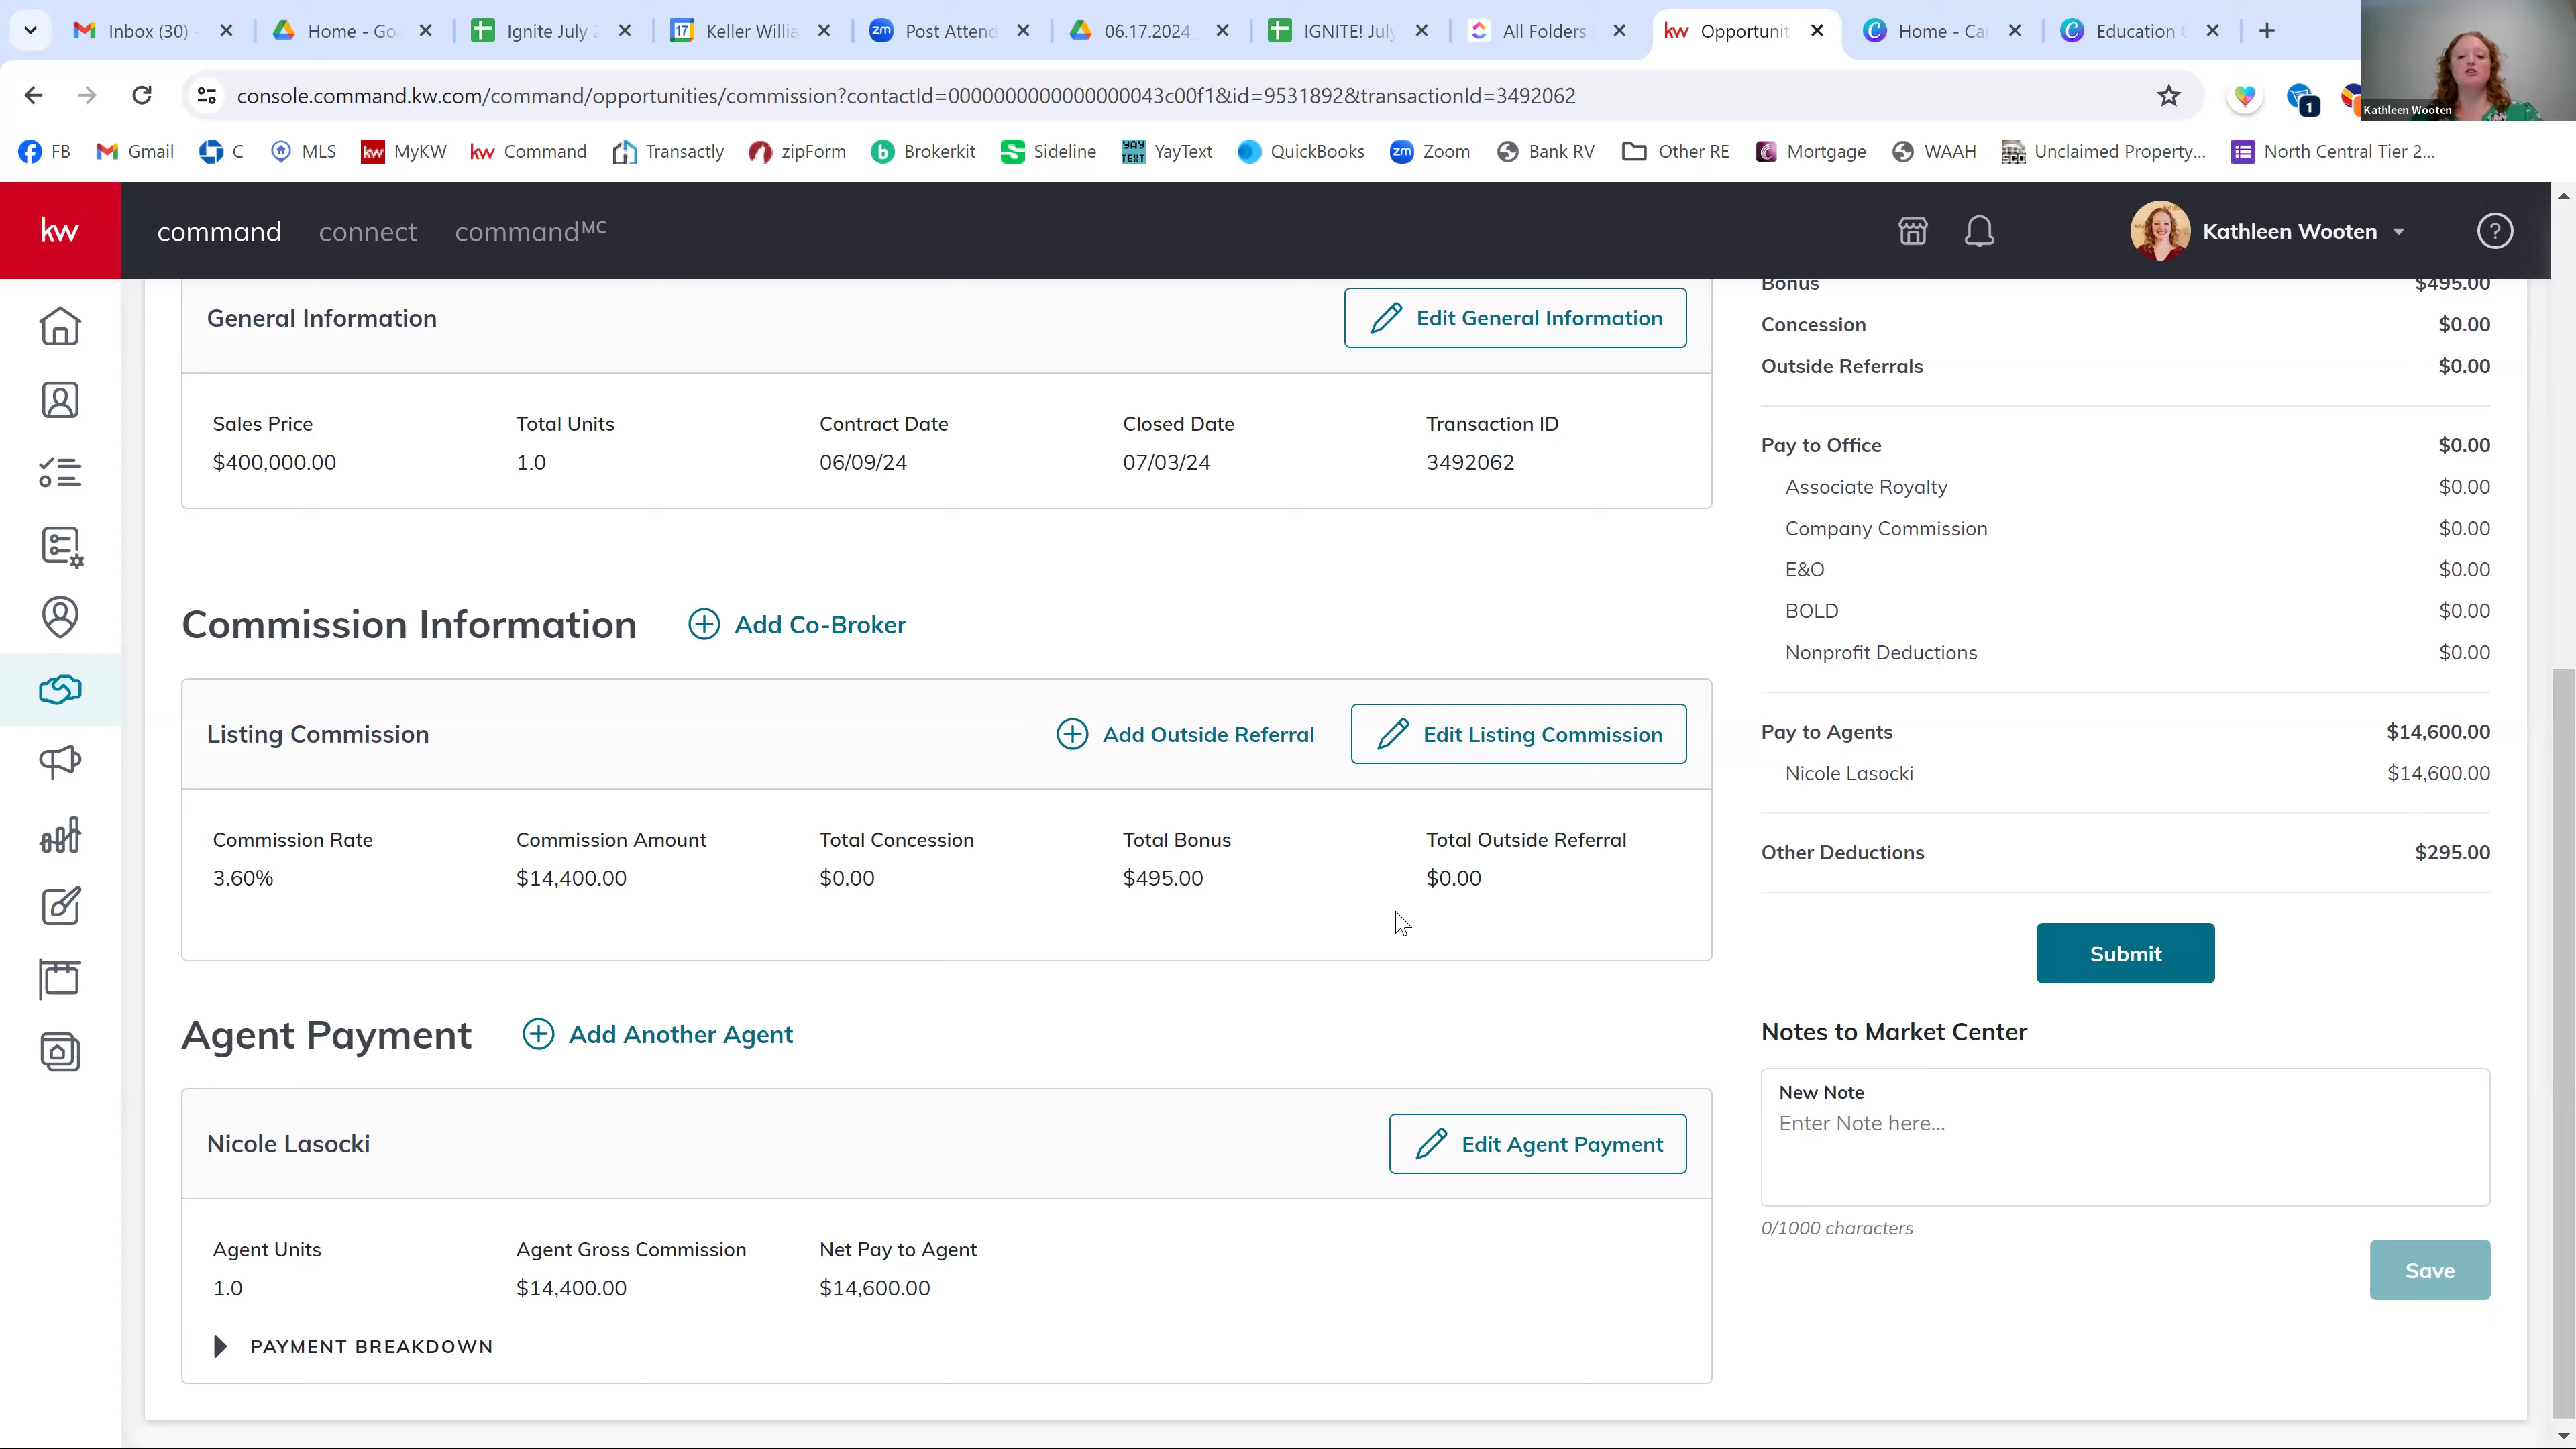 Inbox (30) -
Home - Go
Ignite July 2
Keller Willia
Post Attend
06.17.2024_
IGNITE! July
All Folders
Opportunit
Home - Ca
Education
console.command.kw.com/command/opportunities/commission?contactId=0000000000000000043c00f1&id=9531892&transactionId=3492062
1
Kathleen Wooten
FB
Gmail
C
MLS
MyKW
Command
Transactly
zipForm
Brokerkit
Sideline
YayText
QuickBooks
Zoom
Bank RV
Other RE
Mortgage
WAAH
Unclaimed Property...
North Central Tier 2...
kw
command
connect
commandMC
Kathleen Wooten
General Information
Edit General Information
Sales Price
Total Units
Contract Date
Closed Date
Transaction ID
$400,000.00
1.0
06/09/24
07/03/24
3492062
Commission Information
Add Co-Broker
Listing Commission
Add Outside Referral
Edit Listing Commission
Commission Rate
Commission Amount
Total Concession
Total Bonus
Total Outside Referral
3.60%
$14,400.00
$0.00
$495.00
$0.00
Agent Payment
Add Another Agent
Nicole Lasocki
Edit Agent Payment
Agent Units
Agent Gross Commission
Net Pay to Agent
1.0
$14,400.00
$14,600.00
PAYMENT BREAKDOWN
Bonus $495.00
Concession $0.00
Outside Referrals $0.00
Pay to Office $0.00
Associate Royalty $0.00
Company Commission $0.00
E&O $0.00
BOLD $0.00
Nonprofit Deductions $0.00
Pay to Agents $14,600.00
Nicole Lasocki $14,600.00
Other Deductions $295.00
Submit
Notes to Market Center
New Note
Enter Note here...
0/1000 characters
Save